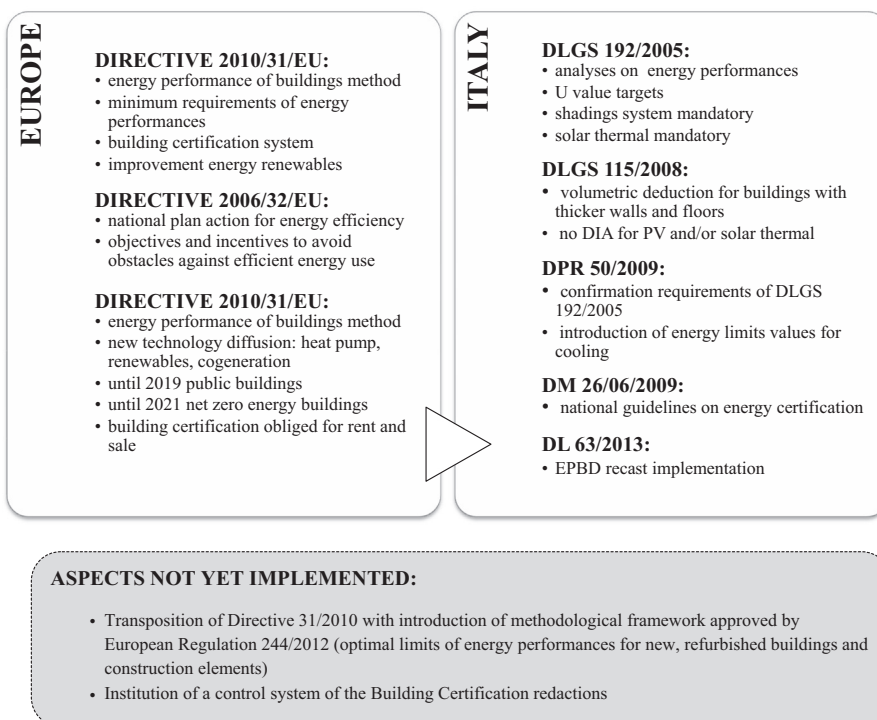 EUROPE
DIRECTIVE 2010/31/EU:
• energy performance of buildings method
• minimum requirements of energy
performances
• building certification system
• improvement energy renewables
DIRECTIVE 2006/32/EU:
• national plan action for energy efficiency
• objectives and incentives to avoid
obstacles against efficient energy use
DIRECTIVE 2010/31/EU:
• energy performance of buildings method
• new technology diffusion: heat pump,
renewables, cogeneration
• until 2019 public buildings
• until 2021 net zero energy buildings
• building certification obliged for rent and
sale
ITALY
DLGS 192/2005:
• analyses on energy performances
• U value targets
• shadings system mandatory
• solar thermal mandatory
DLGS 115/2008:
• volumetric deduction for buildings with
thicker walls and floors
• no DIA for PV and/or solar thermal
DPR 50/2009:
• confirmation requirements of DLGS
192/2005
• introduction of energy limits values for
cooling
DM 26/06/2009:
• national guidelines on energy certification
DL 63/2013:
• EPBD recast implementation
ASPECTS NOT YET IMPLEMENTED:
• Transposition of Directive 31/2010 with introduction of methodological framework approved by
European Regulation 244/2012 (optimal limits of energy performances for new, refurbished buildings and
construction elements)
• Institution of a control system of the Building Certification redactions